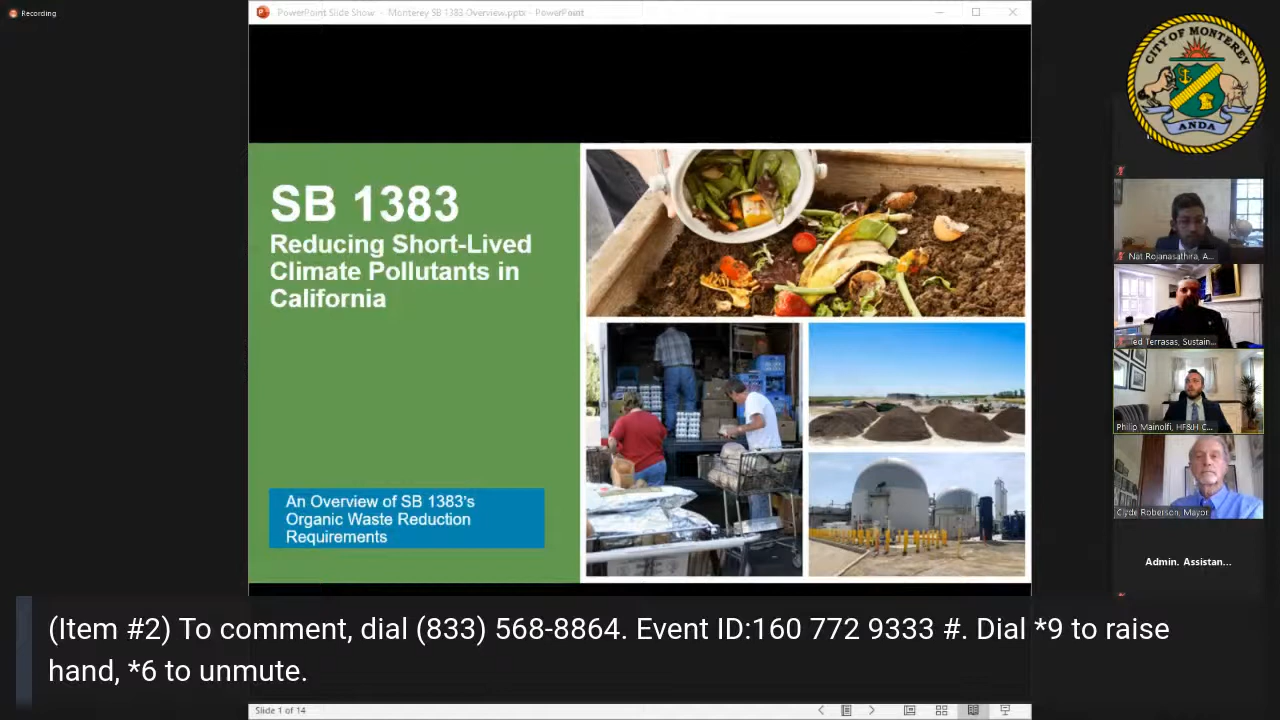 Recording
PowerPoint Slide Show - Monterey SB 1383 Overview.pptx - PowerPoint
CITY OF MONTEREY
ANDA
SB 1383
Reducing Short-Lived
Climate Pollutants in
California
An Overview of SB 1383's
Organic Waste Reduction
Requirements
Nat Rojanasathira, A...
Ted Terrasas, Sustain...
Philip Mainolfi, HF&H C...
Clyde Roberson, Mayor
Admin. Assistan...
(Item #2) To comment, dial (833) 568-8864. Event ID:160 772 9333 #. Dial *9 to raise
hand, *6 to unmute.
Slide 1 of 14